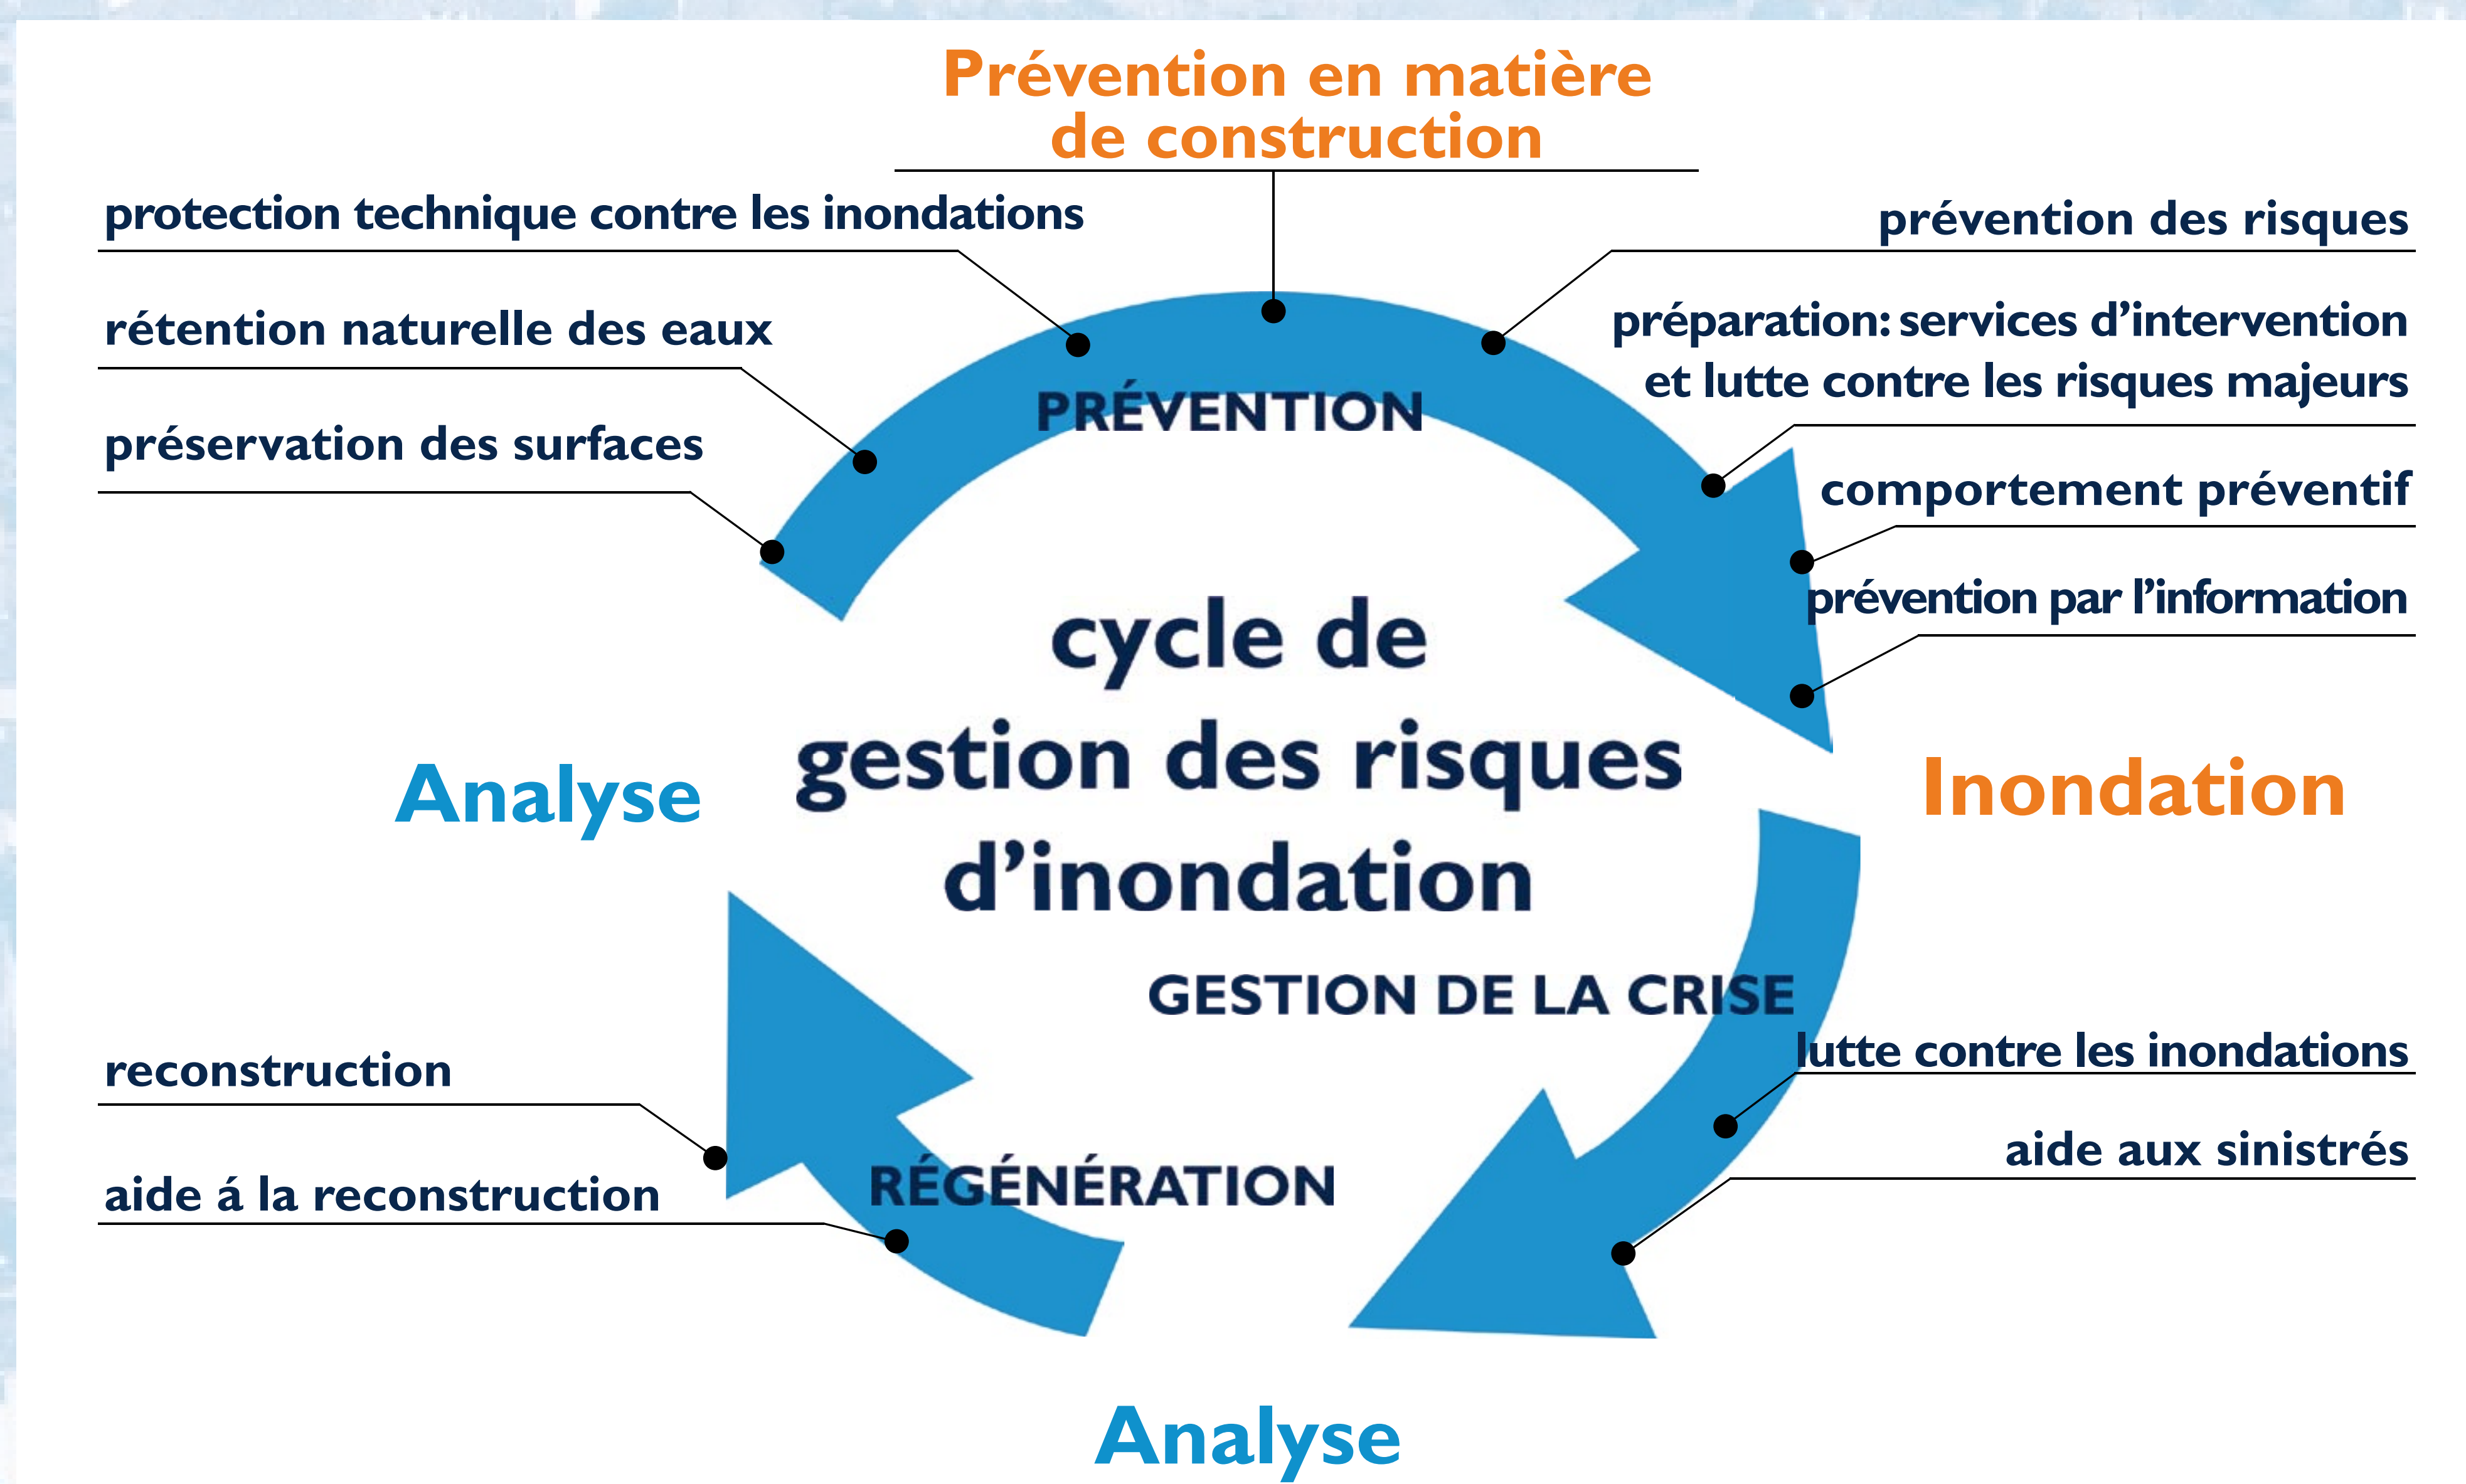 Prévention en matière
de construction
protection technique contre les inondations
rétention naturelle des eaux
préservation des surfaces
prévention des risques
préparation: services d’intervention
et lutte contre les risques majeurs
comportement préventif
prévention par l’information
PRÉVENTION
cycle de
gestion des risques
d’inondation
Analyse
Inondation
GESTION DE LA CRISE
lutte contre les inondations
aide aux sinistrés
RÉGÉNÉRATION
reconstruction
aide á la reconstruction
Analyse